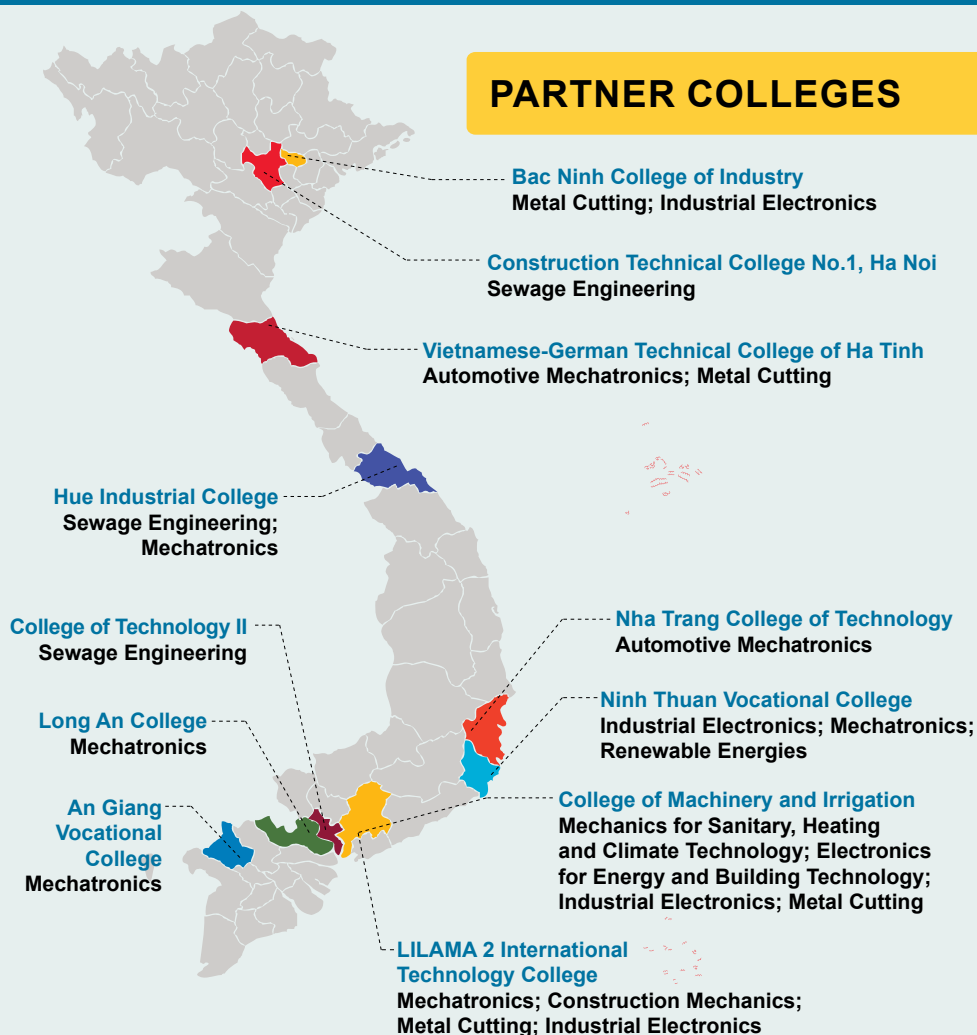 PARTNER COLLEGES
Bac Ninh College of Industry
Metal Cutting; Industrial Electronics
Construction Technical College No.1, Ha Noi
Sewage Engineering
Vietnamese-German Technical College of Ha Tinh
Automotive Mechatronics; Metal Cutting
Hue Industrial College
Sewage Engineering;
Mechatronics
College of Technology II
Sewage Engineering
Long An College
Mechatronics
An Giang
Vocational
College
Mechatronics
Nha Trang College of Technology
Automotive Mechatronics
Ninh Thuan Vocational College
Industrial Electronics; Mechatronics;
Renewable Energies
College of Machinery and Irrigation
Mechanics for Sanitary, Heating
and Climate Technology; Electronics
for Energy and Building Technology;
Industrial Electronics; Metal Cutting
LILAMA 2 International
Technology College
Mechatronics; Construction Mechanics;
Metal Cutting; Industrial Electronics